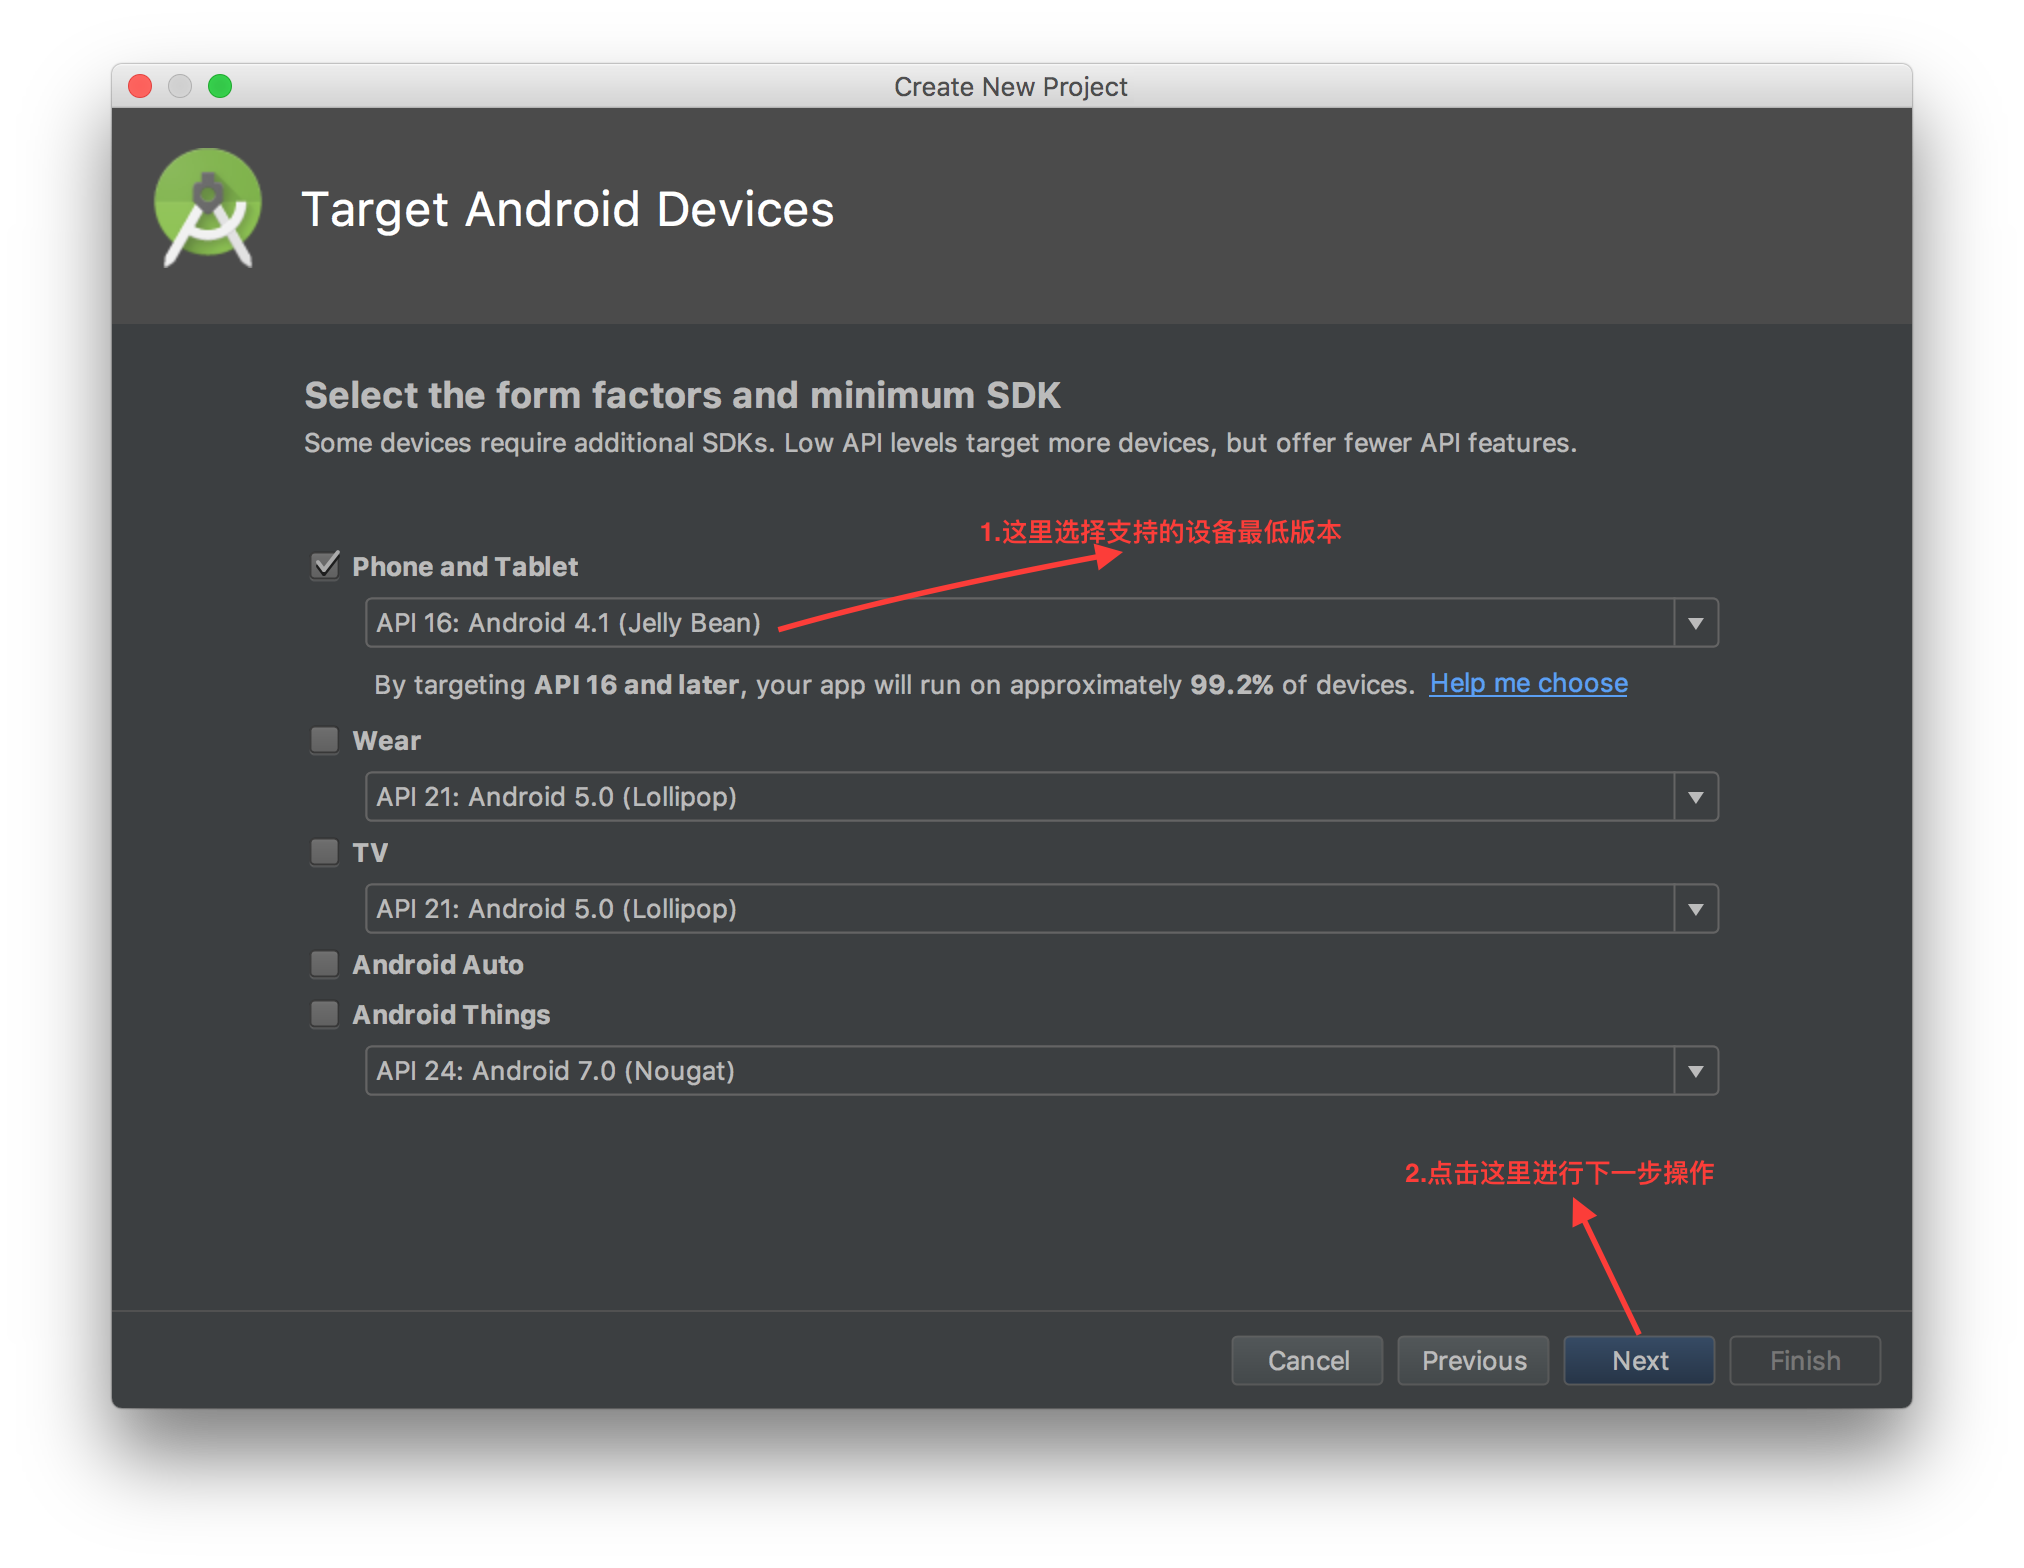 Create New Project
Target Android Devices
Select the form factors and minimum SDK
Some devices require additional SDKs. Low API levels target more devices, but offer fewer API features.
1.这里选择支持的设备最低版本
Phone and Tablet
API 16: Android 4.1 (Jelly Bean)
By targeting API 16 and later, your app will run on approximately 99.2% of devices. Help me choose
Wear
API 21: Android 5.0 (Lollipop)
TV
API 21: Android 5.0 (Lollipop)
Android Auto
Android Things
API 24: Android 7.0 (Nougat)
2.点击这里进行下一步操作
Cancel Previous Next Finish